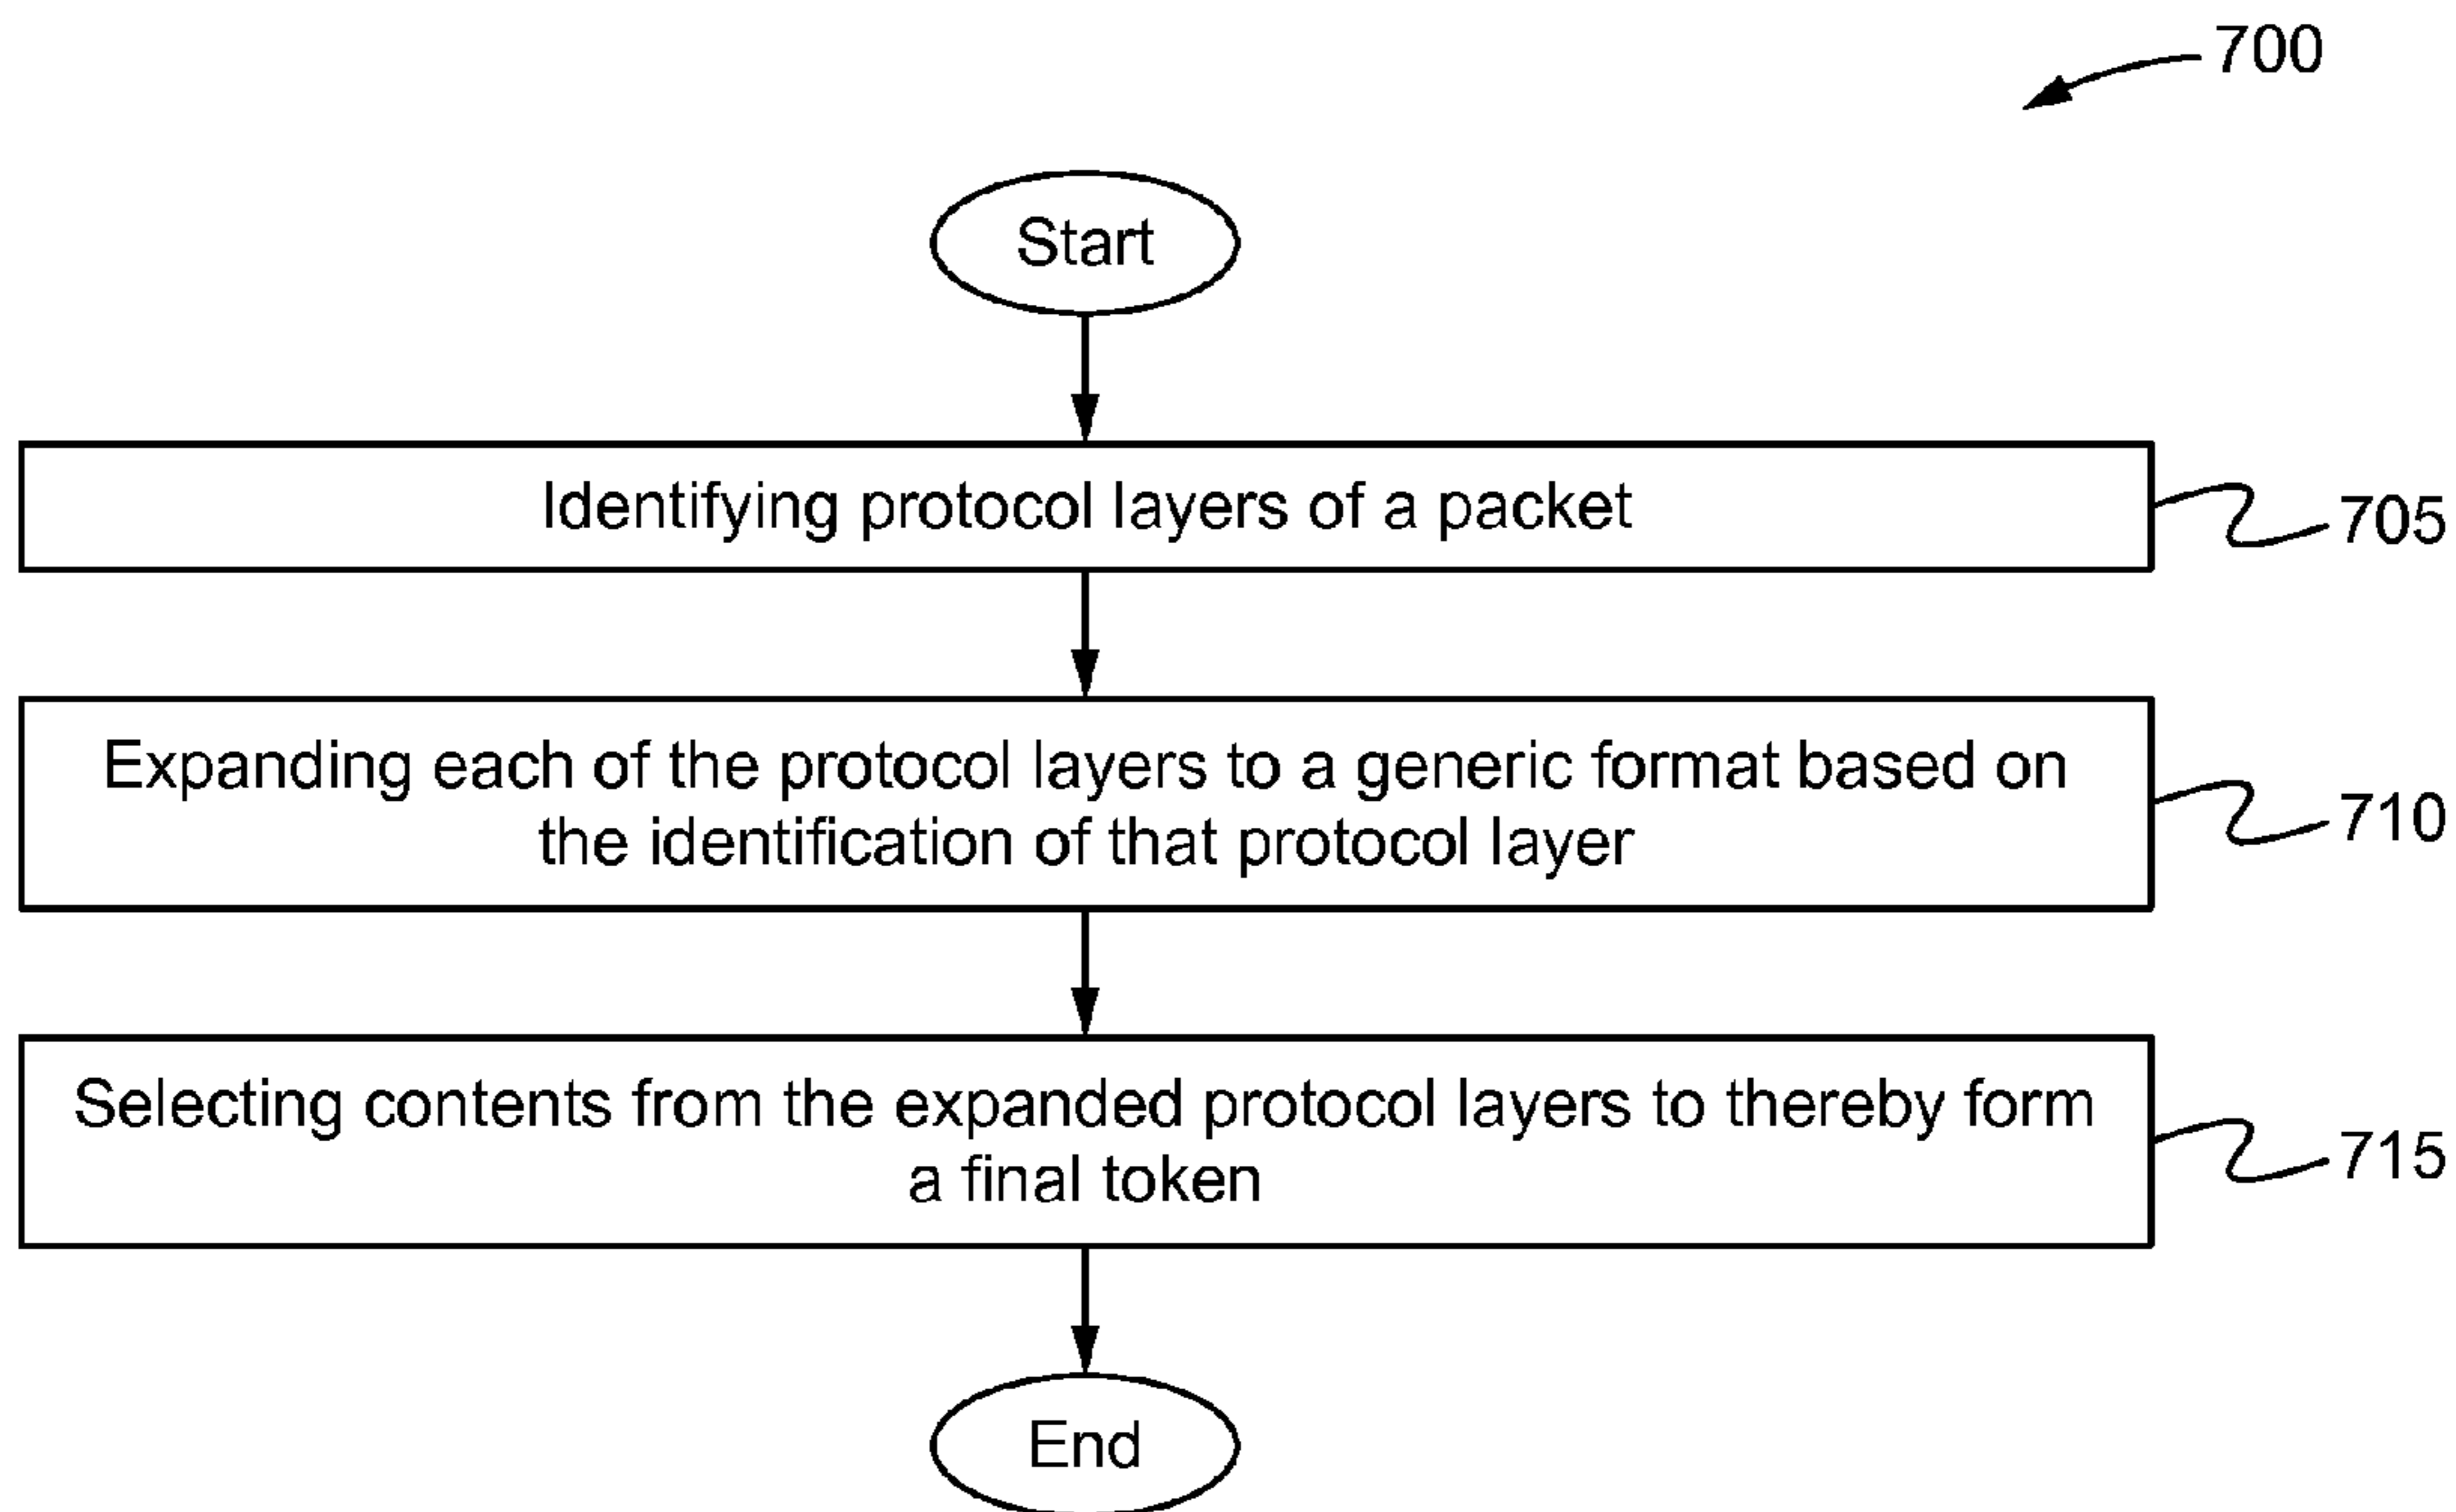 700
Start
Identifying protocol layers of a packet
705
Expanding each of the protocol layers to a generic format based on
the identification of that protocol layer
710
Selecting contents from the expanded protocol layers to thereby form
a final token
715
End